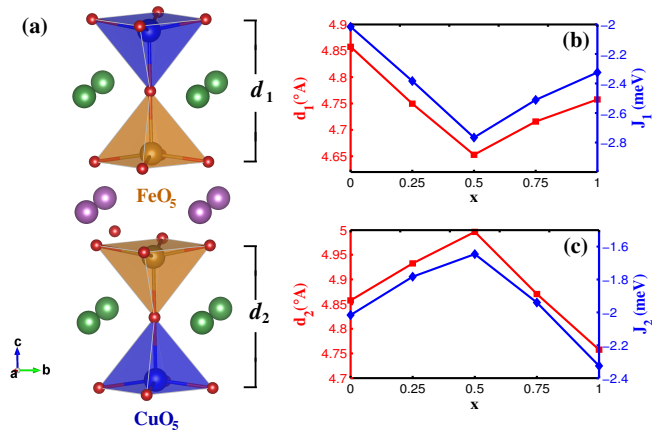 (a)
d1
FeO5
d2
CuO5
c
a
b
(b)
4.9
4.85
4.8
4.75
4.7
4.65
d1(°A)
-2
-2.2
-2.4
-2.6
-2.8
J1 (meV)
0
0.25
0.5
0.75
1
x
(c)
5
4.95
4.9
4.85
4.8
4.75
4.7
d2(°A)
-1.6
-1.8
-2
-2.2
-2.4
J2 (meV)
0
0.25
0.5
0.75
1
x